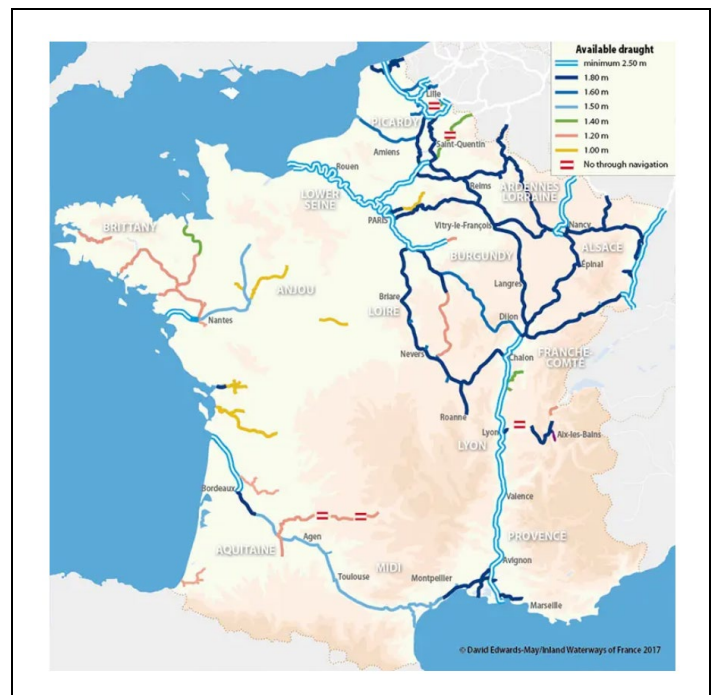 Available draught
minimum 2.50 m
1.80 m
1.60 m
1.50 m
1.40 m
1.20 m
1.00 m
No through navigation
Lille
PICARDY
Saint-Quentin
Amiens
Rouen
LOWER
SEINE
Reims
ARDENNES
LORRAINE
PARIS
Vitry-le-François
Nancy
BRITTANY
ALSACE
BURGUNDY
Épinal
ANJOU
Langres
Briare
LOIRE
Nantes
Dijon
Nevers
Chalon
FRANCHE-
COMTE
Roanne
Lyon
Aix-les-Bains
LYON
Bordeaux
Valence
Agen
PROVENCE
AQUITAINE
Avignon
MIDI
Toulouse
Montpellier
Marseille
© David Edwards-May/Inland Waterways of France 2017